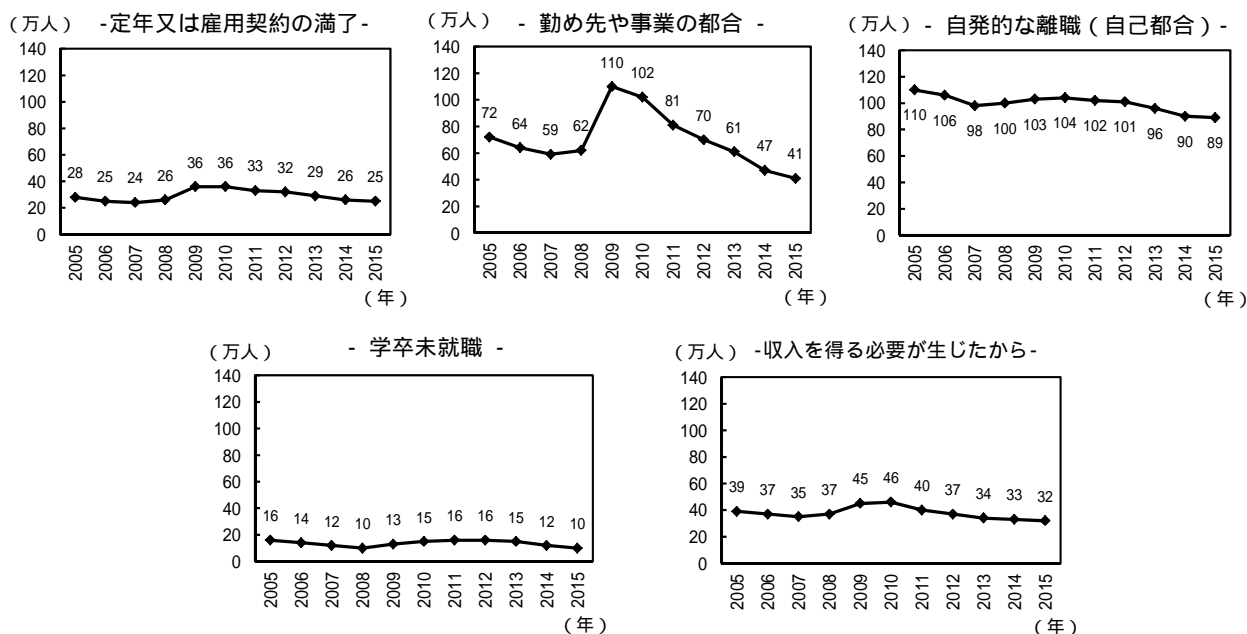 （万人） -定年又は雇用契約の満了-
140
120
100
80
60
40
20
0
28 25 24 26 36 36 33 32 29 26 25
2005 2006 2007 2008 2009 2010 2011 2012 2013 2014 2015
（年）
（万人） - 勤め先や事業の都合 -
140
120
100
80
60
40
20
0
72 64 59 62 110 102 81 70 61 47 41
2005 2006 2007 2008 2009 2010 2011 2012 2013 2014 2015
（年）
（万人） - 自発的な離職（自己都合）-
140
120
100
80
60
40
20
0
110 106 98 100 103 104 102 101 96 90 89
2005 2006 2007 2008 2009 2010 2011 2012 2013 2014 2015
（年）
（万人） - 学卒未就職 -
140
120
100
80
60
40
20
0
16 14 12 10 13 15 16 16 15 12 10
2005 2006 2007 2008 2009 2010 2011 2012 2013 2014 2015
（年）
（万人） -収入を得る必要が生じたから-
140
120
100
80
60
40
20
0
39 37 35 37 45 46 40 37 34 33 32
2005 2006 2007 2008 2009 2010 2011 2012 2013 2014 2015
（年）